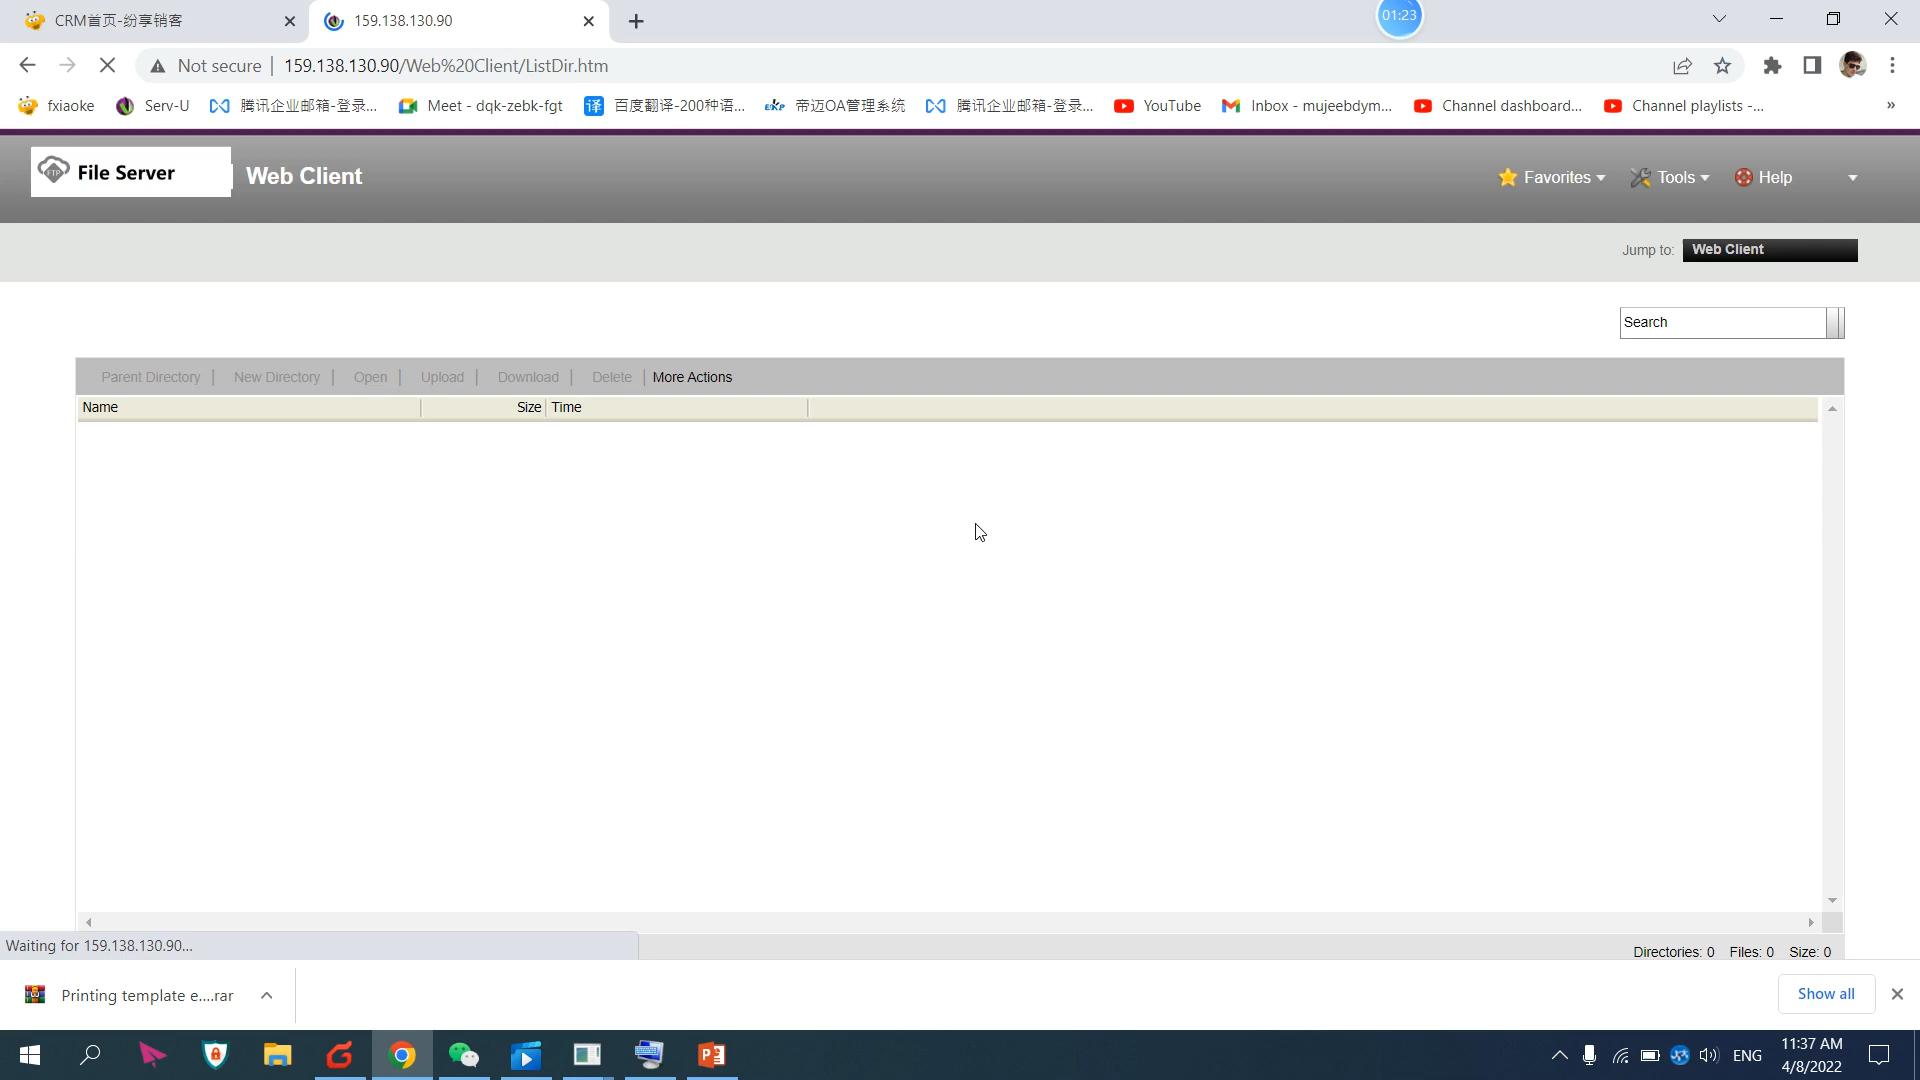 CRM首页-纷享销客
159.138.130.90
01:23
Not secure
159.138.130.90/Web%20Client/ListDir.htm
fxiaoke
Serv-U
腾讯企业邮箱-登录...
Meet - dqk-zebk-fgt
译
百度翻译-200种语...
帝迈OA管理系统
腾讯企业邮箱-登录...
YouTube
Inbox - mujeebdym...
Channel dashboard...
Channel playlists -...
»
FTP
File Server
Web Client
Favorites
Tools
Help
Jump to:
Web Client
Search
Parent Directory | New Directory | Open | Upload | Download | Delete | More Actions
Name
Size
Time
Waiting for 159.138.130.90...
Directories: 0 Files: 0 Size: 0
Printing template e....rar
Show all
ENG
11:37 AM
4/8/2022